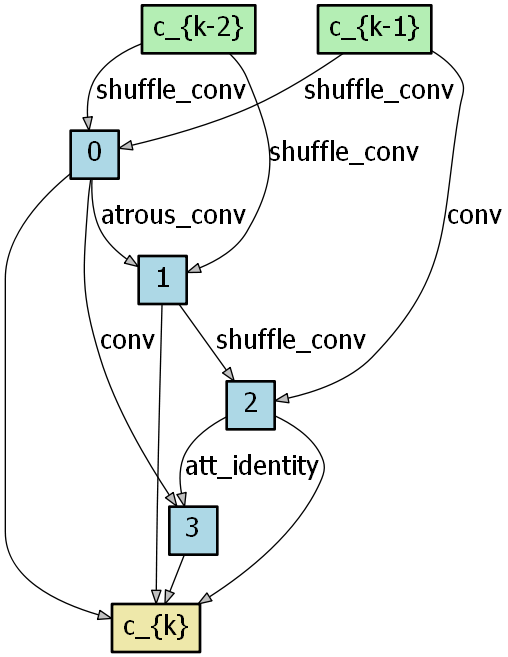 c_{k-2} c_{k-1}
shuffle_conv shuffle_conv
0 shuffle_conv
atrous_conv conv
1
conv shuffle_conv
2
att_identity
3
c_{k}